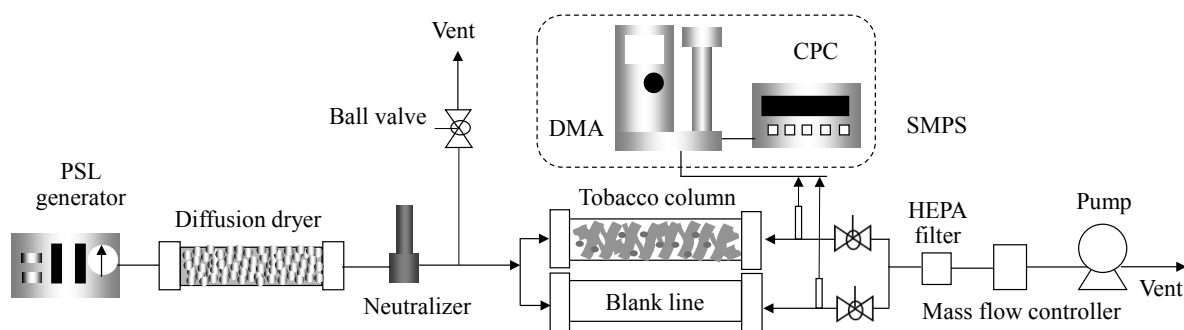 Vent
Ball valve
PSL
generator
Diffusion dryer
Neutralizer
DMA
CPC
SMPS
Tobacco column
Blank line
HEPA
filter
Pump
Mass flow controller
Vent